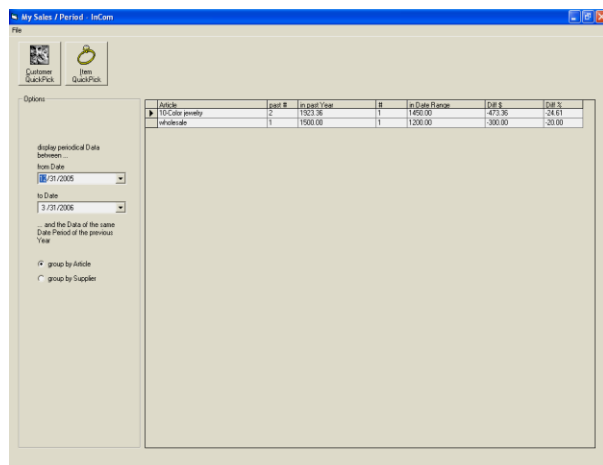 My Sales / Period - InCom
File
Customer QuickPick
Item QuickPick
Options
Article past # in past Year # in Date Range Diff $ Diff %
10-Color jewelry 2 1923.36 1 1450.00 -473.36 -24.61
wholesale 1 1500.00 1 1200.00 -300.00 -20.00
display periodical Data
between ...
from Date
/31/2005
to Date
3 /31/2006
... and the Data of the same
Date Period of the previous
Year
group by Article
group by Supplier